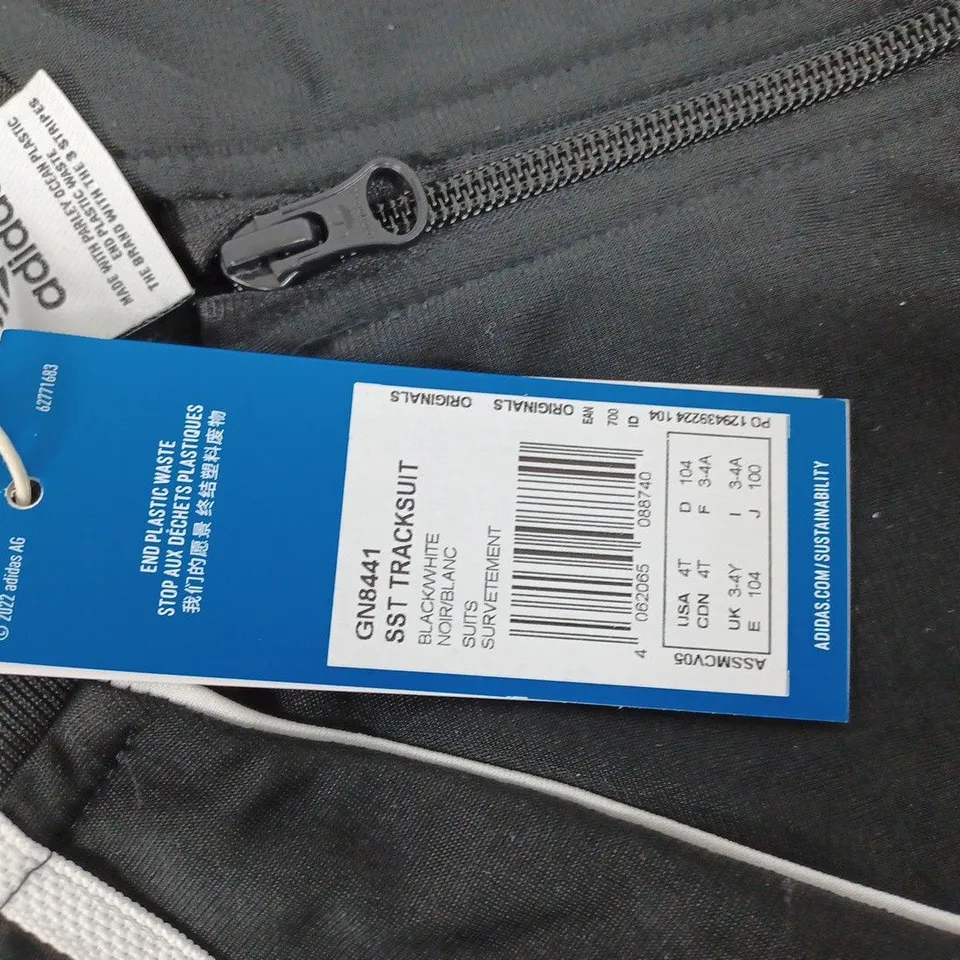 adidas
MADE WITH PARLEY OCEAN PLASTIC
END PLASTIC WASTE
THE BRAND WITH THE 3 STRIPES
62771683
© 2022 adidas AG
END PLASTIC WASTE
STOP AUX DÉCHETS PLASTIQUES
我们的愿景 终结塑料废物
ORIGINALS ORIGINALS ORIGINALS
GN8441
SST TRACKSUIT
BLACK/WHITE
NOIR/BLANC
SUITS
SURVETEMENT
EAN
700
ID
4 062065 088740
PO 129439224 104
USA 4T D 104
CDN 4T F 3-4A
UK 3-4Y I 3-4A
E 104 J 100
ASSMCV05
ADIDAS.COM/SUSTAINABILITY